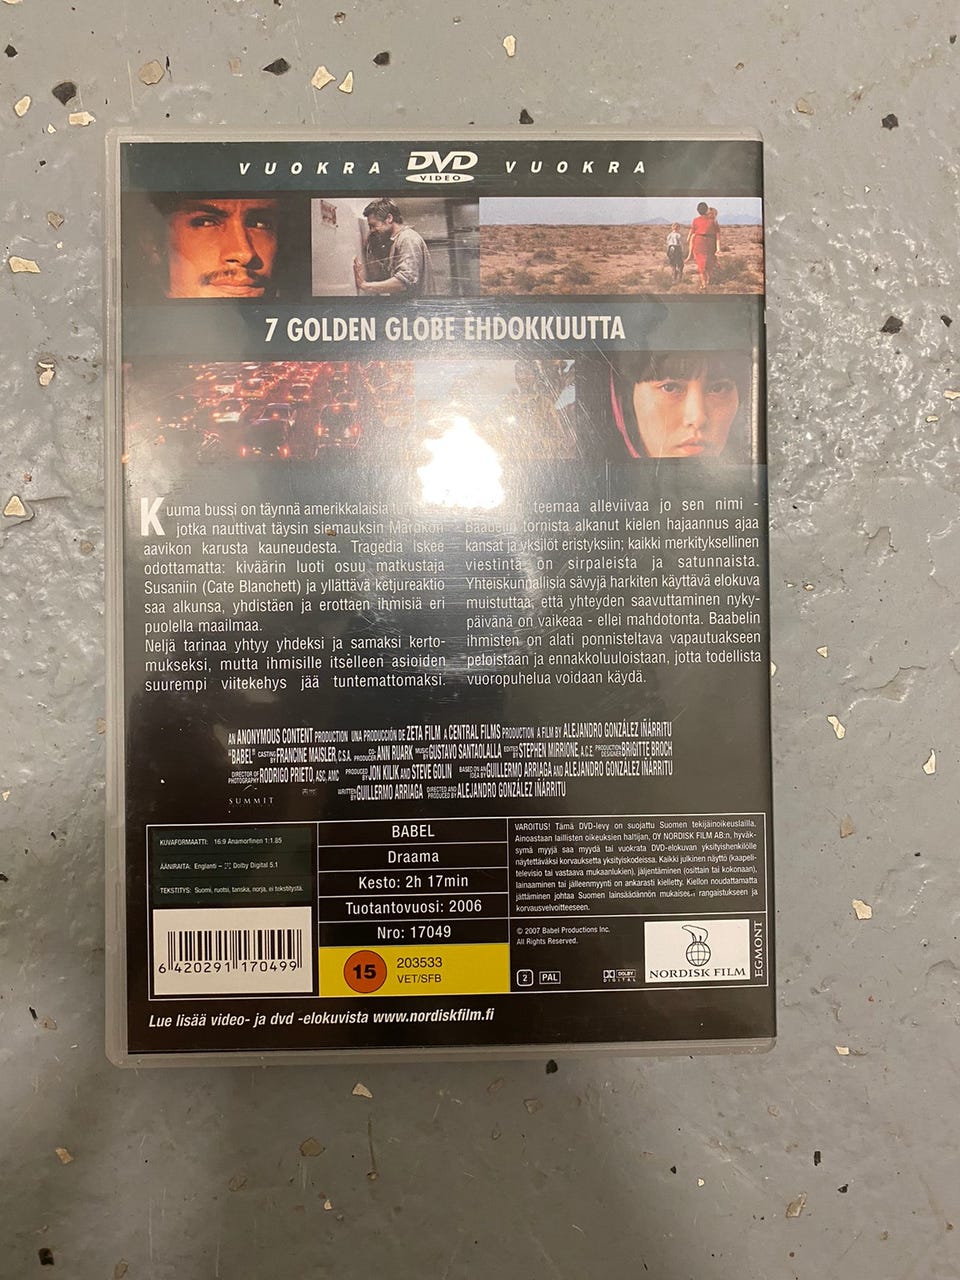 VUOKRA DVD VIDEO VUOKRA
7 GOLDEN GLOBE EHDOKKUUTTA
Kuuma bussi on täynnä amerikkalaisia
jotka nauttivat täysin siemauksin Marokon
aavikon karusta kauneudesta. Tragedia iskee
odottamatta: kiväärin luoti osuu matkustaja
Susaniin (Cate Blanchett) ja yllättävä ketjureaktio
saa alkunsa, yhdistäen ja erottaen ihmisiä eri
puolella maailmaa.
Neljä tarinaa yhtyy yhdeksi ja samaksi kerto-
mukseksi, mutta ihmisille itselleen asioiden
suurempi viitekehys jää tuntemattomaksi.
teemaa alleviivaa jo sen nimi -
Baabelin tornista alkanut kielen hajaannus ajaa
kansat ja yksilöt eristyksiin; kaikki merkityksellinen
viestintä on sirpaleista ja satunnaista.
Yhteiskunnallisia sävyjä harkiten käyttävä elokuva
muistuttaa, että yhteyden saavuttaminen nyky-
päivänä on vaikeaa - ellei mahdotonta. Baabelin
ihmisten on alati ponnisteltava vapautuakseen
peloistaan ja ennakkoluuloistaan, jotta todellista
vuoropuhelua voidaan käydä.
AN ANONYMOUS CONTENT PRODUCTION UNA PRODUCCIÓN DE ZETA FILM A CENTRAL FILMS PRODUCTION A FILM BY ALEJANDRO GONZÁLEZ IÑÁRRITU
"BABEL" CASTING BY FRANCINE MAISLER, C.S.A. CO-PRODUCER ANN RUARK MUSIC BY GUSTAVO SANTAOLALLA EDITED BY STEPHEN MIRRIONE, A.C.E. PRODUCTION DESIGNER BRIGITTE BROCH
DIRECTOR OF PHOTOGRAPHY RODRIGO PRIETO, ASC, AMC PRODUCED BY JON KILIK AND STEVE GOLIN BASED ON AN IDEA BY GUILLERMO ARRIAGA AND ALEJANDRO GONZÁLEZ IÑÁRRITU
WRITTEN BY GUILLERMO ARRIAGA DIRECTED AND PRODUCED BY ALEJANDRO GONZÁLEZ IÑÁRRITU
SUMMIT
KUVAFORMAATTI: 16:9 Anamorfinen 1:1.85
ÄÄNIRAITA: Englanti – Dolby Digital 5.1
TEKSTITYS: Suomi, ruotsi, tanska, norja, ei tekstitystä.
6 420291 170499
BABEL
Draama
Kesto: 2h 17min
Tuotantovuosi: 2006
Nro: 17049
15 203533
VET/SFB
VAROITUS! Tämä DVD-levy on suojattu Suomen tekijäinoikeuslailla.
Ainoastaan laillisten oikeuksien haltijan, OY NORDISK FILM AB:n, hyväk-
symä myyjä saa myydä tai vuokrata DVD-elokuvan yksityishenkilölle
näytettäväksi korvauksetta yksityiskodeissa. Kaikki julkinen näyttö (kaapeli-
televisio tai vastaava mukaanlukien), jäljentäminen (osittain tai kokonaan),
lainaaminen tai jälleenmyynti on ankarasti kielletty. Kiellon noudattamatta
jättäminen johtaa Suomen lainsäädännön mukaiseen rangaistukseen ja
korvausvelvoitteeseen.
© 2007 Babel Productions Inc.
All Rights Reserved.
2 PAL DOLBY DIGITAL
NORDISK FILM
EGMONT
Lue lisää video- ja dvd -elokuvista www.nordiskfilm.fi